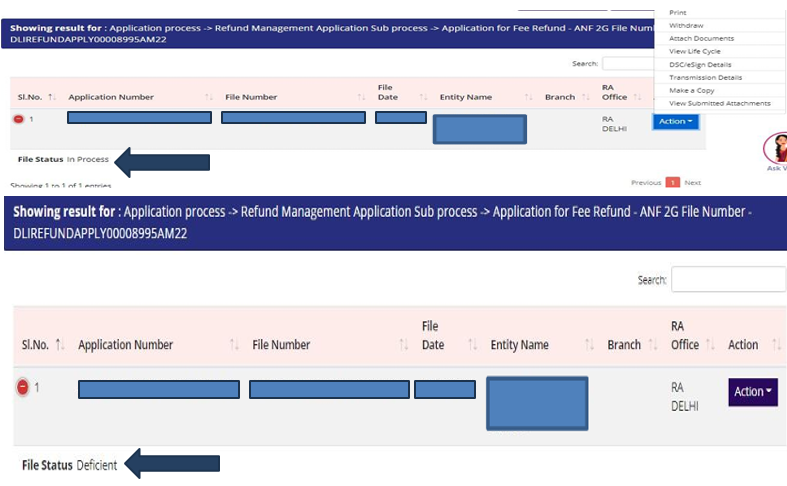 Print
Showing result for : Application process -> Refund Management Application Sub process -> Application for Fee Refund - ANF 2G File
DLIREFUNDAPPLY00008995AM22
Withdraw
Attach Documents
View Life Cycle
DSC/eSign Details
Transmission Details
Make a Copy
View Submitted Attachments
Search:
Sl.No. Application Number File Number File Date Entity Name Branch RA Office
1 RA DELHI Action
File Status In Process
Showing 1 to 1 of 1 entries
Previous 1 Next
Ask
Showing result for : Application process -> Refund Management Application Sub process -> Application for Fee Refund - ANF 2G File Number -
DLIREFUNDAPPLY00008995AM22
Search:
Sl.No. Application Number File Number File Date Entity Name Branch RA Office Action
1 RA DELHI Action
File Status Deficient